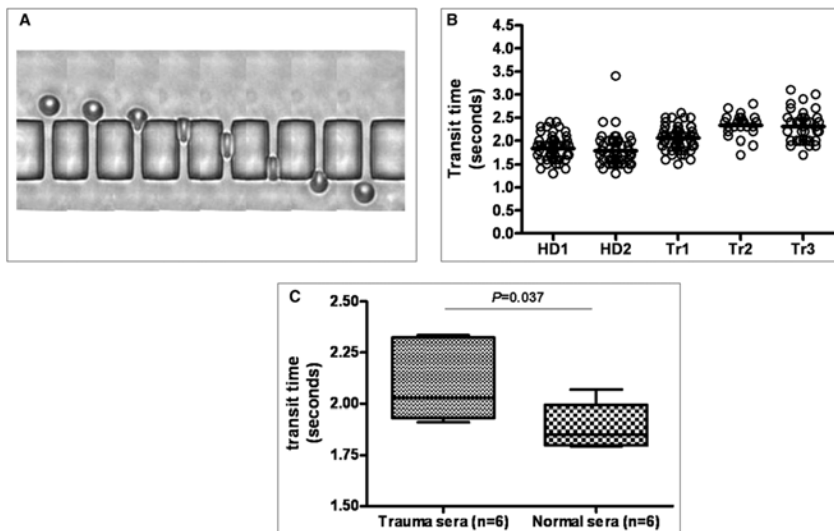 A
B
Transit time
(seconds)
4.5
4.0
3.5
3.0
2.5
2.0
1.5
1.0
0.5
0.0
HD1 HD2 Tr1 Tr2 Tr3
C
P=0.037
transit time
(seconds)
2.50
2.25
2.00
1.75
1.50
Trauma sera (n=6) Normal sera (n=6)